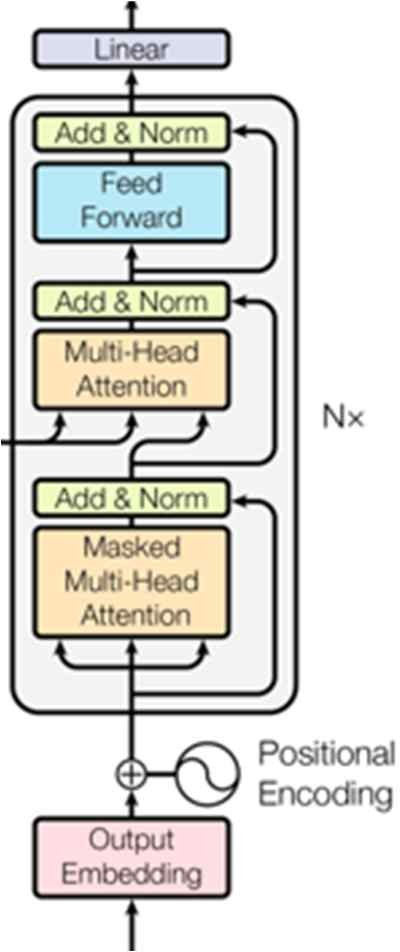 Linear
Add & Norm
Feed
Forward
Add & Norm
Multi-Head
Attention
N×
Add & Norm
Masked
Multi-Head
Attention
Positional
Encoding
Output
Embedding